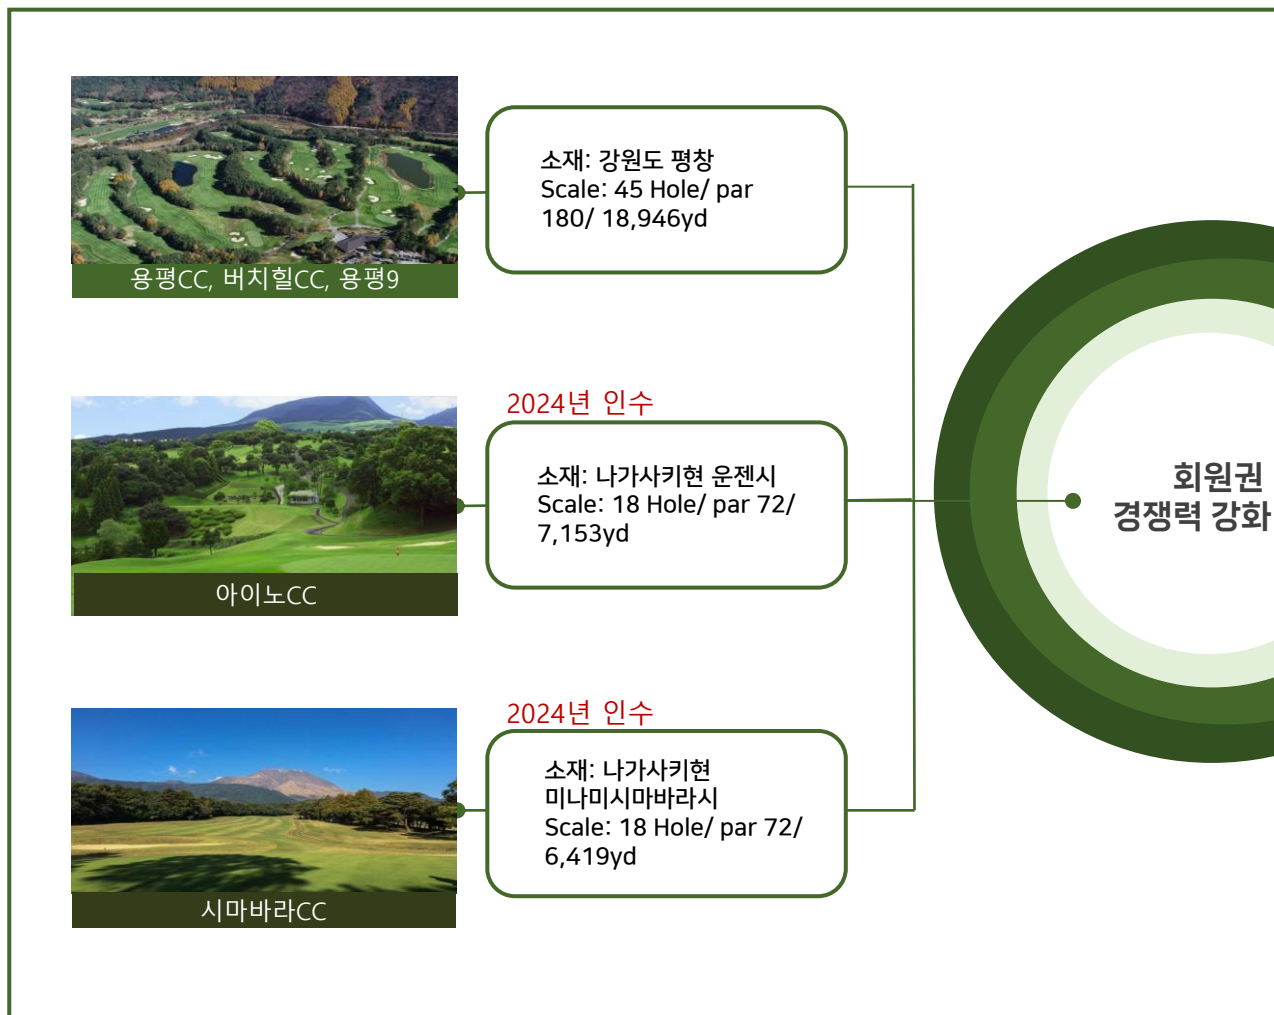 소재: 강원도 평창
Scale: 45 Hole/ par
180/ 18,946yd
용평CC, 버치힐CC, 용평9
2024년 인수
소재: 나가사키현 운젠시
Scale: 18 Hole/ par 72/
7,153yd
아이노CC
회원권
경쟁력 강화
2024년 인수
소재: 나가사키현
미나미시마바라시
Scale: 18 Hole/ par 72/
6,419yd
시마바라CC